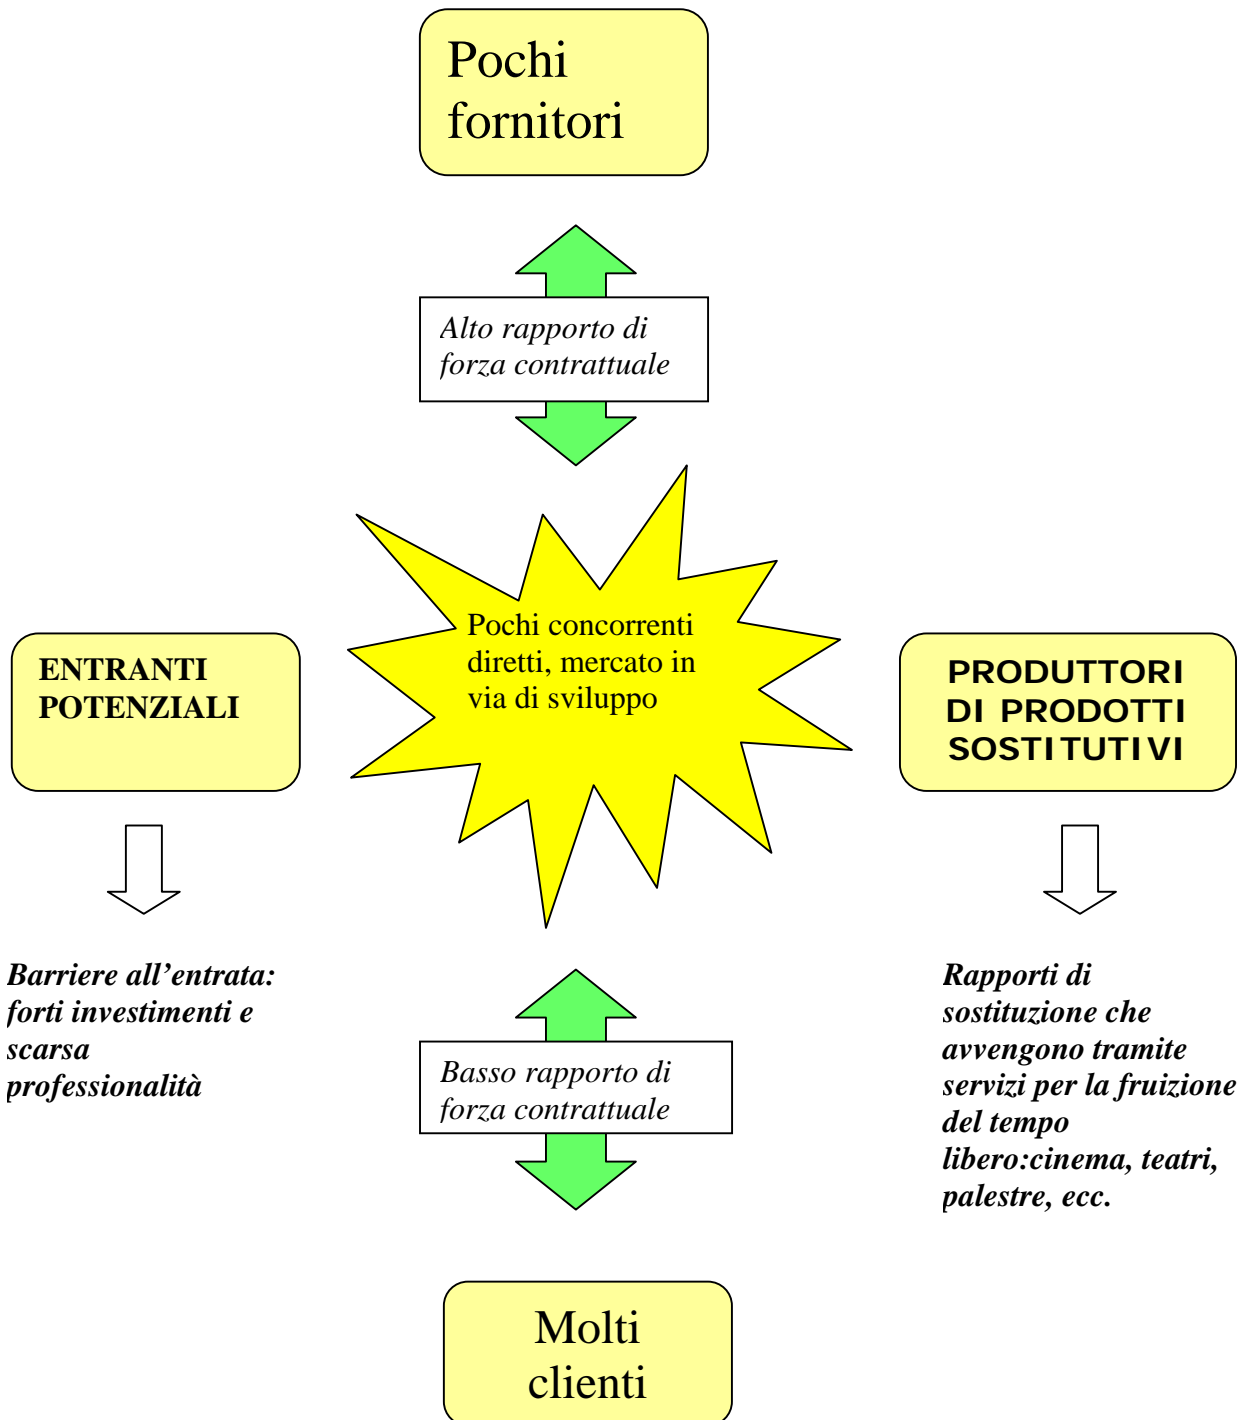 Pochi
fornitori
Alto rapporto di
forza contrattuale
Pochi concorrenti
diretti, mercato in
via di sviluppo
ENTRANTI
POTENZIALI
PRODUTTORI
DI PRODOTTI
SOSTITUTIVI
Barriere all’entrata:
forti investimenti e
scarsa
professionalità
Basso rapporto di
forza contrattuale
Rapporti di
sostituzione che
avvengono tramite
servizi per la fruizione
del tempo
libero:cinema, teatri,
palestre, ecc.
Molti
clienti